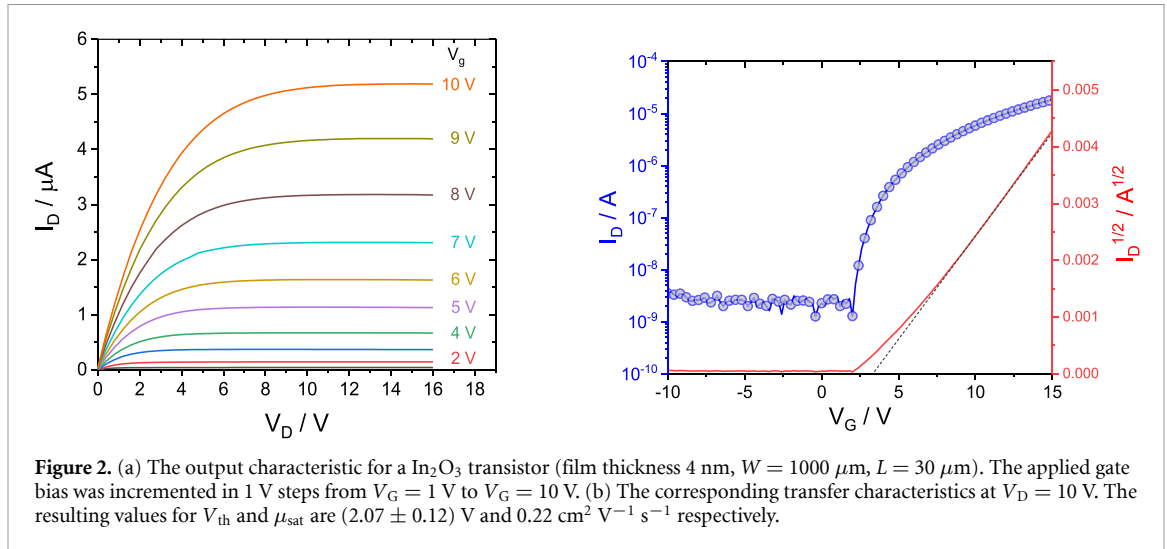 6
5
4
3
2
1
0
I_D / µA
0 2 4 6 8 10 12 14 16 18
V_D / V
V_g
10 V
9 V
8 V
7 V
6 V
5 V
4 V
2 V
10⁻⁴
10⁻⁵
10⁻⁶
10⁻⁷
10⁻⁸
10⁻⁹
10⁻¹⁰
I_D / A
-10 -5 0 5 10 15
V_G / V
0.005
0.004
0.003
0.002
0.001
0.000
I_D^1/2 / A^1/2
Figure 2. (a) The output characteristic for a In₂O₃ transistor (film thickness 4 nm, W = 1000 µm, L = 30 µm). The applied gate
bias was incremented in 1 V steps from V_G = 1 V to V_G = 10 V. (b) The corresponding transfer characteristics at V_D = 10 V. The
resulting values for V_th and µ_sat are (2.07 ± 0.12) V and 0.22 cm² V⁻¹ s⁻¹ respectively.